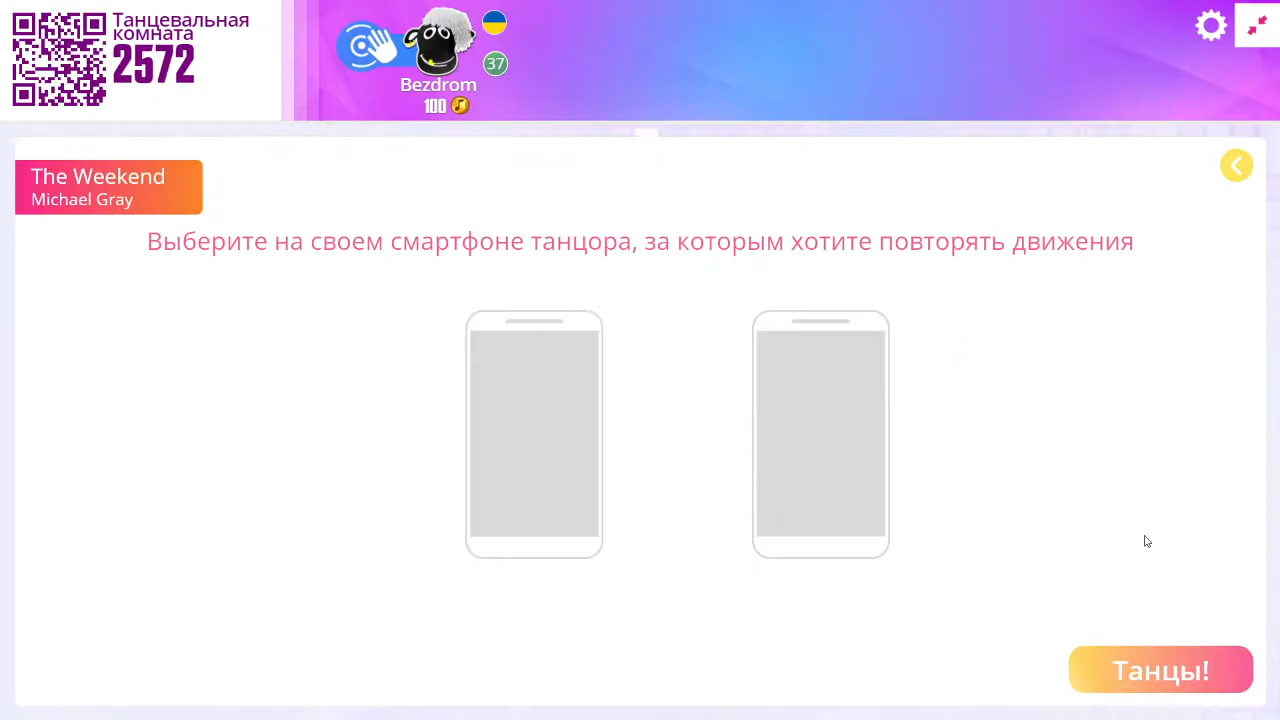 Танцевальная
комната
2572
37
Bezdrom
100
The Weekend
Michael Gray
Выберите на своем смартфоне танцора, за которым хотите повторять движения
Танцы!